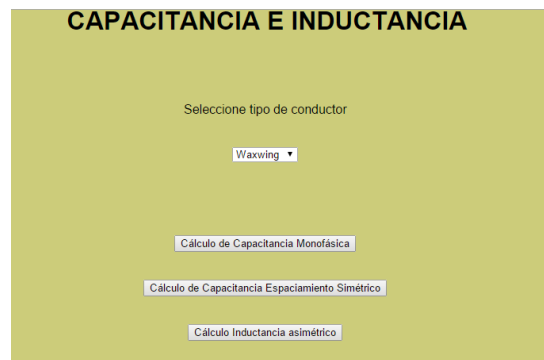 CAPACITANCIA E INDUCTANCIA
Seleccione tipo de conductor
Waxwing
Cálculo de Capacitancia Monofásica
Cálculo de Capacitancia Espaciamiento Simétrico
Cálculo Inductancia asimétrico